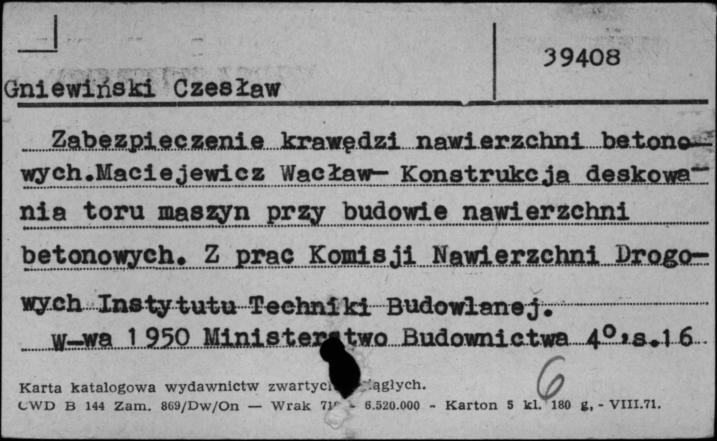 39408
Gniewiński Czesław
Zabezpieczenie krawędzi nawierzchni betono-
wych.Maciejewicz Wacław- Konstrukcja deskowa-
nia toru maszyn przy budowie nawierzchni
betonowych. Z prac Komisji Nawierzchni Drogo-
wych Instytutu Techniki Budowlanej.
W-wa 1950 Ministerstwo Budownictwa 4°,s.16
Karta katalogowa wydawnictw zwartych
CWD B 144 Zam. 869/Dw/On — Wrak - 6.520.000 - Karton 5 kl. 180 g, - VIII.71.
6